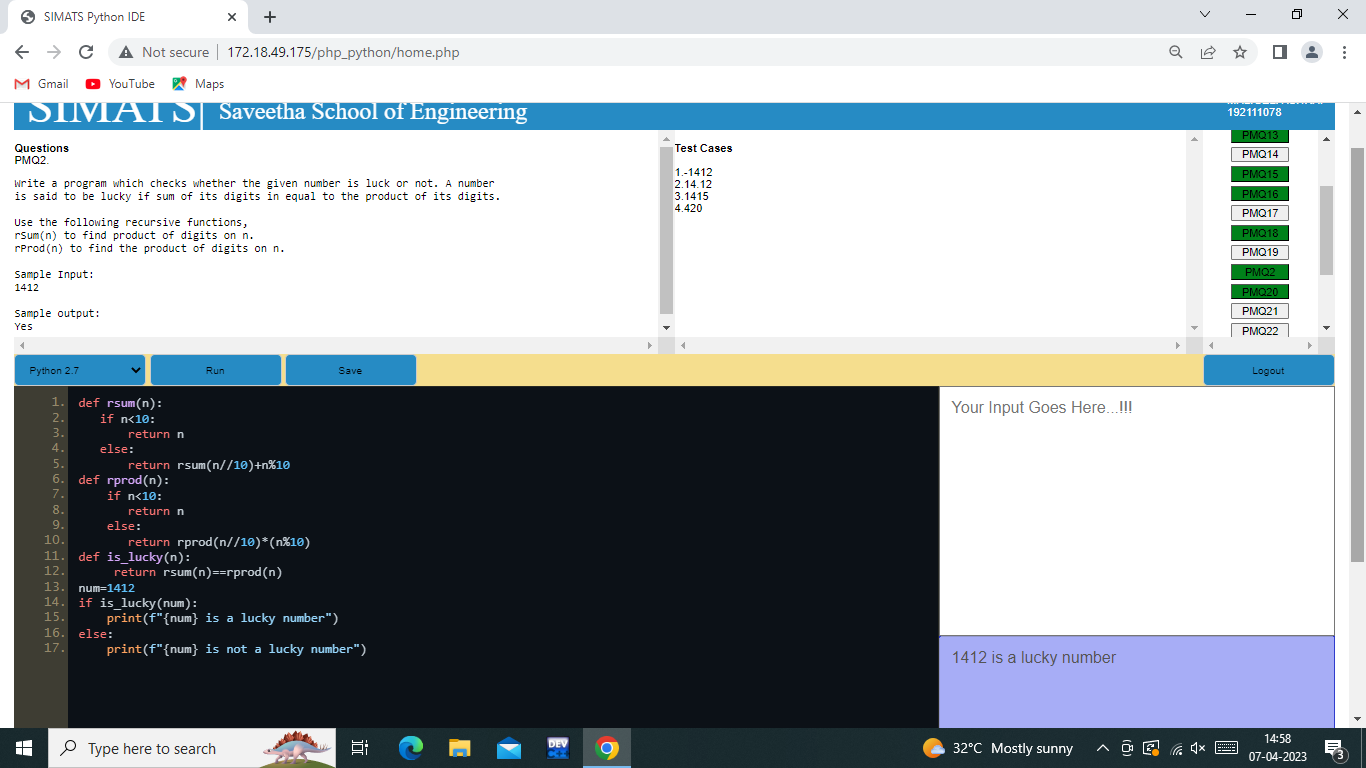 SIMATS Python IDE
Not secure
172.18.49.175/php_python/home.php
Gmail
YouTube
Maps
SIMATS
Saveetha School of Engineering
192111078
Questions
PMQ2.
Write a program which checks whether the given number is luck or not. A number
is said to be lucky if sum of its digits in equal to the product of its digits.
Use the following recursive functions,
rSum(n) to find product of digits on n.
rProd(n) to find the product of digits on n.
Sample Input:
1412
Sample output:
Yes
Test Cases
1.-1412
2.14.12
3.1415
4.420
PMQ13
PMQ14
PMQ15
PMQ16
PMQ17
PMQ18
PMQ19
PMQ2
PMQ20
PMQ21
PMQ22
Python 2.7
Run
Save
Logout
1. def rsum(n):
2. if n<10:
3. return n
4. else:
5. return rsum(n//10)+n%10
6. def rprod(n):
7. if n<10:
8. return n
9. else:
10. return rprod(n//10)*(n%10)
11. def is_lucky(n):
12. return rsum(n)==rprod(n)
13. num=1412
14. if is_lucky(num):
15. print(f"{num} is a lucky number")
16. else:
17. print(f"{num} is not a lucky number")
Your Input Goes Here...!!!
1412 is a lucky number
Type here to search
DEV
32°C Mostly sunny
14:58
07-04-2023
3